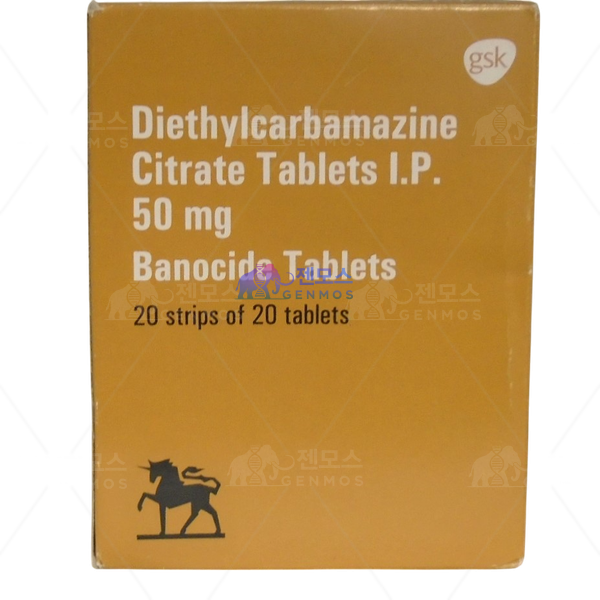 gsk
Diethylcarbamazine
Citrate Tablets I.P.
50 mg
Banocide Tablets
젠모스
GENMOS
20 strips of 20 tablets